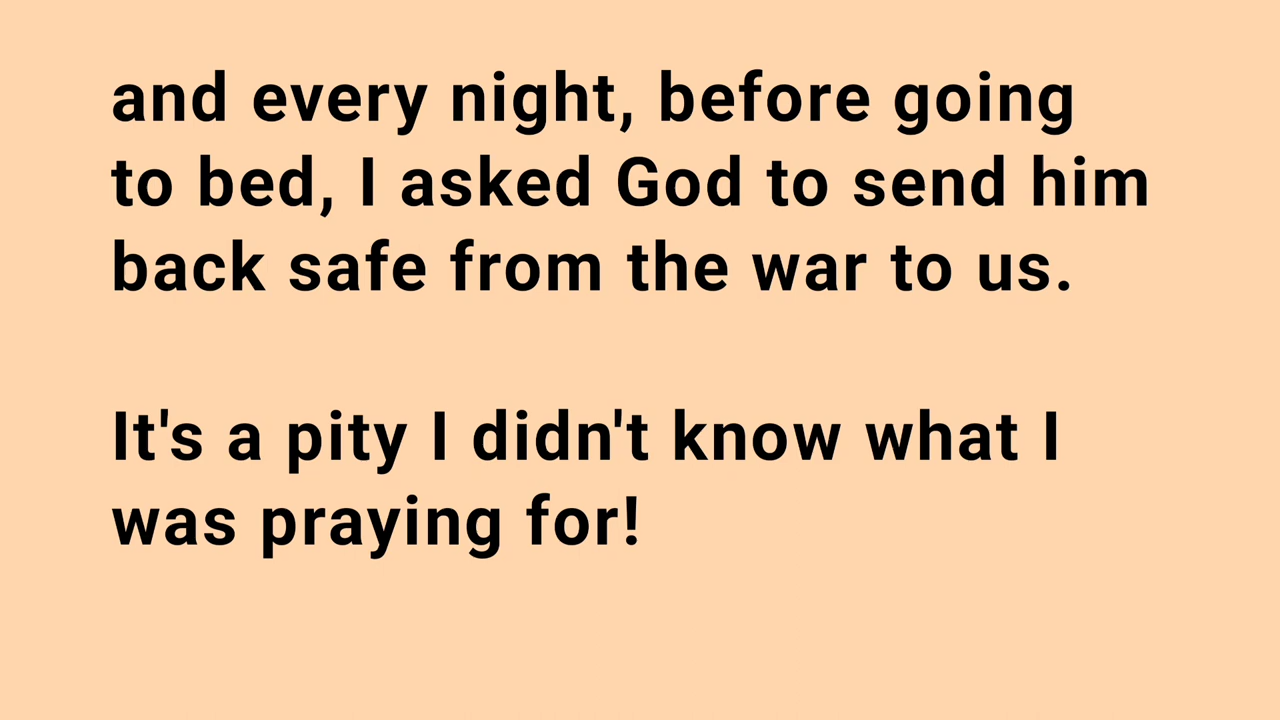 and every night, before going
to bed, I asked God to send him
back safe from the war to us.
It's a pity I didn't know what I
was praying for!